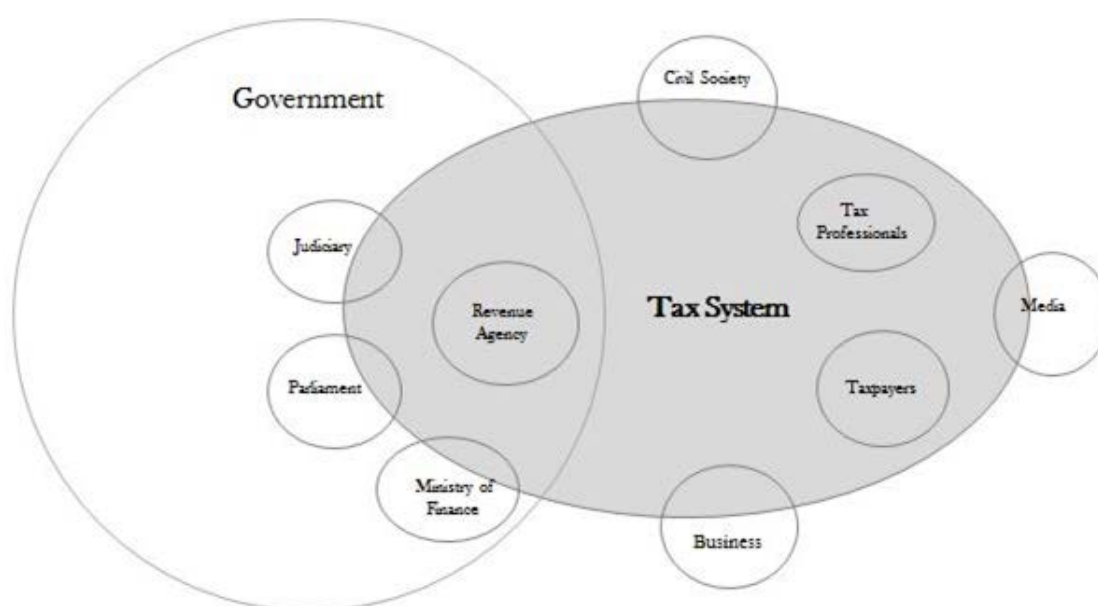 Government
Civil Society
Tax
Professionals
Judiciary
Revenue
Agency
Tax System
Media
Parliament
Taxpayers
Ministry of
Finance
Business